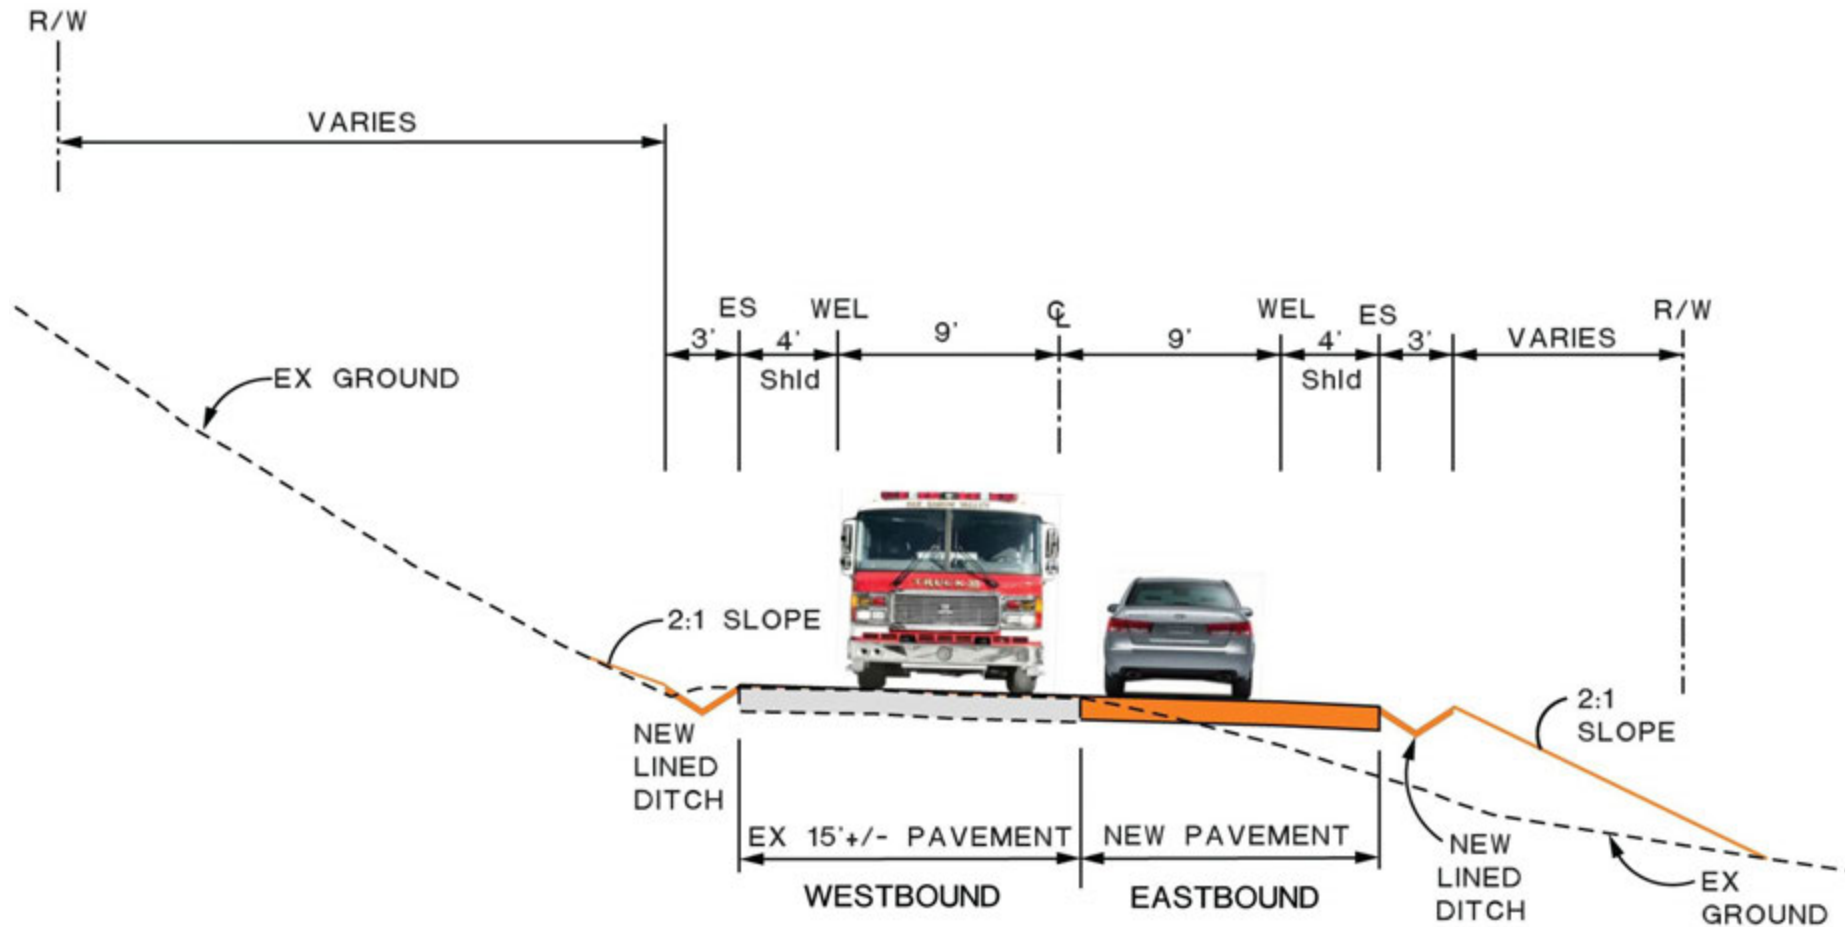 R/W
VARIES
ES
WEL
C̵L
WEL
ES
R/W
3'
4'
9'
9'
4'
3'
VARIES
Shld
Shld
EX GROUND
TRUCK
2:1 SLOPE
2:1
SLOPE
NEW
LINED
DITCH
EX 15'+/- PAVEMENT
NEW PAVEMENT
WESTBOUND
EASTBOUND
NEW
LINED
DITCH
EX
GROUND